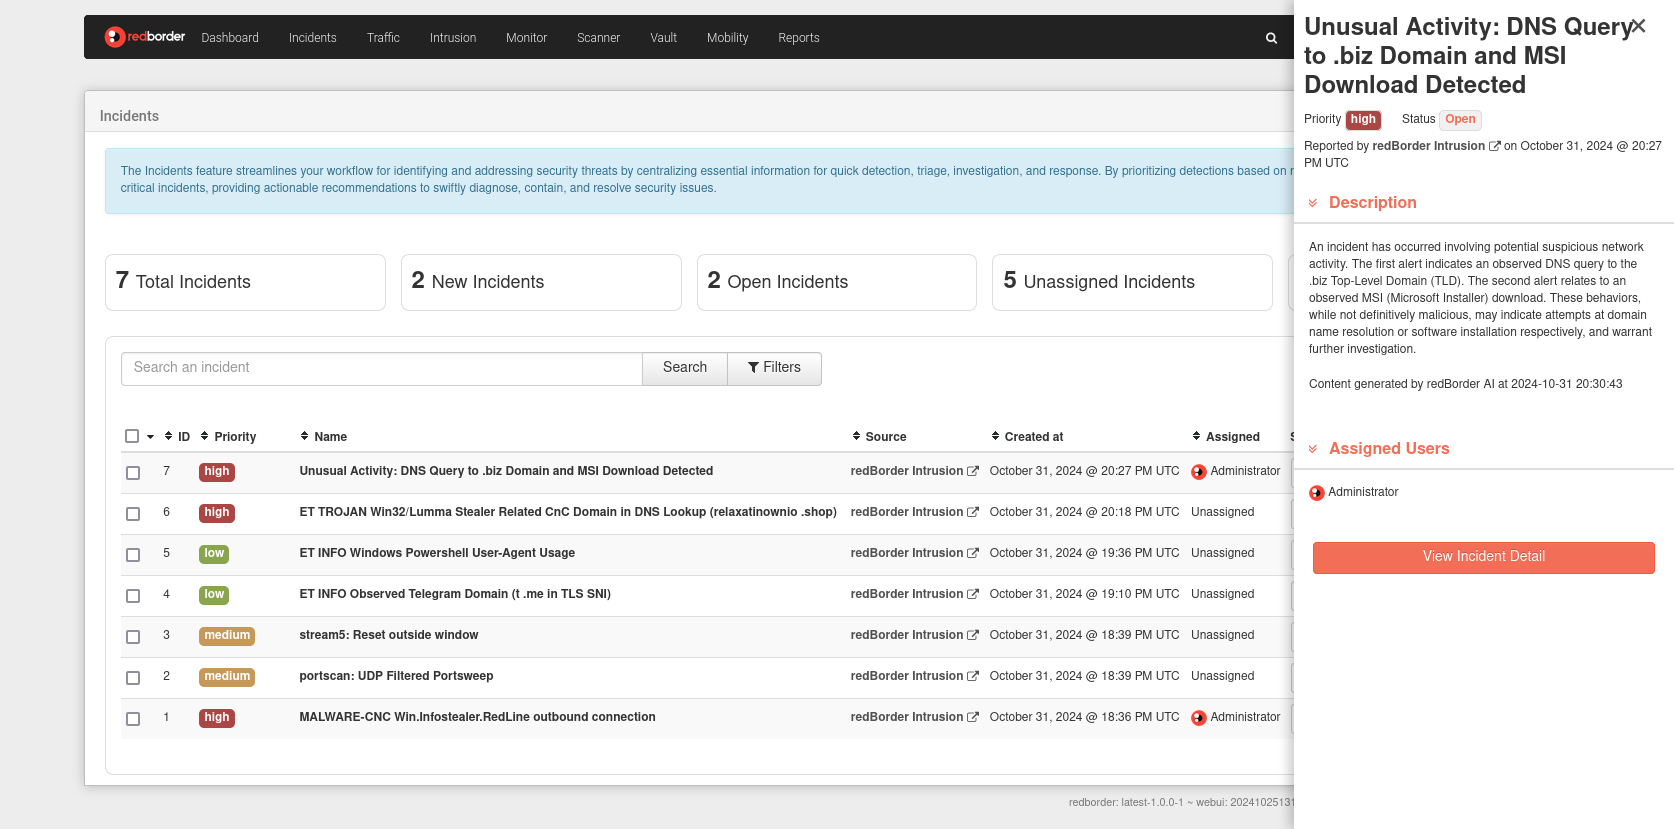 redborder Dashboard Incidents Traffic Intrusion Monitor Scanner Vault Mobility Reports
Incidents
The Incidents feature streamlines your workflow for identifying and addressing security threats by centralizing essential information for quick detection, triage, investigation, and response. By prioritizing detections based on
critical incidents, providing actionable recommendations to swiftly diagnose, contain, and resolve security issues.
7 Total Incidents
2 New Incidents
2 Open Incidents
5 Unassigned Incidents
Search an incident Search Filters
ID Priority Name Source Created at Assigned
7 high Unusual Activity: DNS Query to .biz Domain and MSI Download Detected redBorder Intrusion October 31, 2024 @ 20:27 PM UTC Administrator
6 high ET TROJAN Win32/Lumma Stealer Related CnC Domain in DNS Lookup (relaxatinownio .shop) redBorder Intrusion October 31, 2024 @ 20:18 PM UTC Unassigned
5 low ET INFO Windows Powershell User-Agent Usage redBorder Intrusion October 31, 2024 @ 19:36 PM UTC Unassigned
4 low ET INFO Observed Telegram Domain (t .me in TLS SNI) redBorder Intrusion October 31, 2024 @ 19:10 PM UTC Unassigned
3 medium stream5: Reset outside window redBorder Intrusion October 31, 2024 @ 18:39 PM UTC Unassigned
2 medium portscan: UDP Filtered Portsweep redBorder Intrusion October 31, 2024 @ 18:39 PM UTC Unassigned
1 high MALWARE-CNC Win.Infostealer.RedLine outbound connection redBorder Intrusion October 31, 2024 @ 18:36 PM UTC Administrator
redborder: latest-1.0.0-1 ~ webui: 20241025131
Unusual Activity: DNS Query
to .biz Domain and MSI
Download Detected
Priority high Status Open
Reported by redBorder Intrusion on October 31, 2024 @ 20:27
PM UTC
Description
An incident has occurred involving potential suspicious network
activity. The first alert indicates an observed DNS query to the
.biz Top-Level Domain (TLD). The second alert relates to an
observed MSI (Microsoft Installer) download. These behaviors,
while not definitively malicious, may indicate attempts at domain
name resolution or software installation respectively, and warrant
further investigation.
Content generated by redBorder AI at 2024-10-31 20:30:43
Assigned Users
Administrator
View Incident Detail